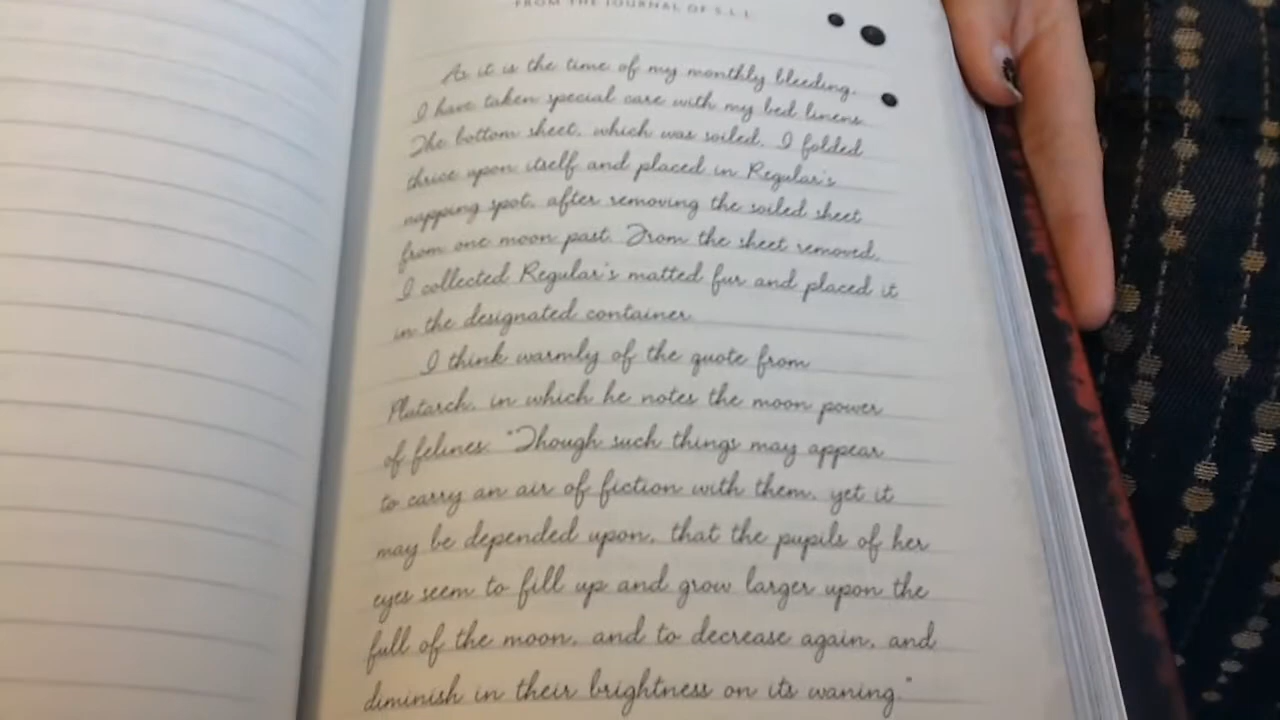 FROM THE JOURNAL OF S.L.L.
As it is the time of my monthly bleeding,
I have taken special care with my bed linens.
The bottom sheet, which was soiled, I folded
thrice upon itself and placed in Regular's
napping spot, after removing the soiled sheet
from one moon past. From the sheet removed,
I collected Regular's matted fur and placed it
in the designated container.
I think warmly of the quote from
Plutarch, in which he notes the moon power
of felines. "Though such things may appear
to carry an air of fiction with them, yet it
may be depended upon, that the pupils of her
eyes seem to fill up and grow larger upon the
full of the moon, and to decrease again, and
diminish in their brightness on its waning."